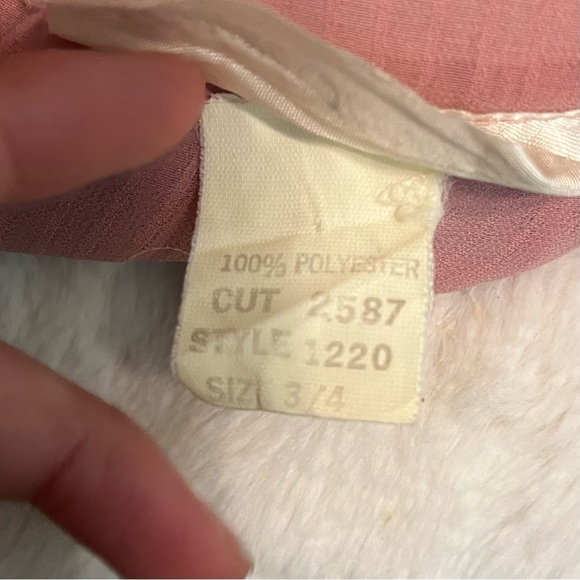 100% POLYESTER
CUT 2587
STYLE 1220
SIZE 3/4